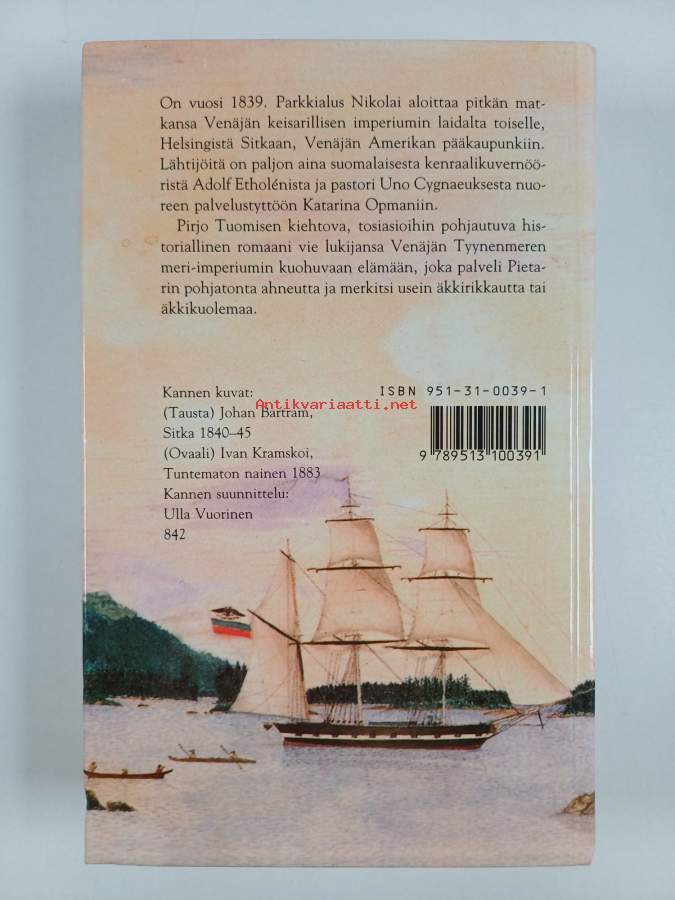 On vuosi 1839. Parkkialus Nikolai aloittaa pitkän mat-
kansa Venäjän keisarillisen imperiumin laidalta toiselle,
Helsingistä Sitkaan, Venäjän Amerikan pääkaupunkiin.
Lähtijöitä on paljon aina suomalaisesta kenraalikuvernöö-
ristä Adolf Etholénista ja pastori Uno Cygnaeuksesta nuo-
reen palvelustyttöön Katarina Opmaniin.
Pirjo Tuomisen kiehtova, tosiasioihin pohjautuva his-
toriallinen romaani vie lukijansa Venäjän Tyynenmeren
meri-imperiumin kuohuvaan elämään, joka palveli Pieta-
rin pohjatonta ahneutta ja merkitsi usein äkkirikkautta tai
äkkikuolemaa.
Kannen kuvat:
(Tausta) Johan Bartram,
Sitka 1840–45
(Ovaali) Ivan Kramskoi,
Tuntematon nainen 1883
Kannen suunnittelu:
Ulla Vuorinen
842
ISBN 951-31-0039-1
Antikvariaatti.net
9 789513 100391